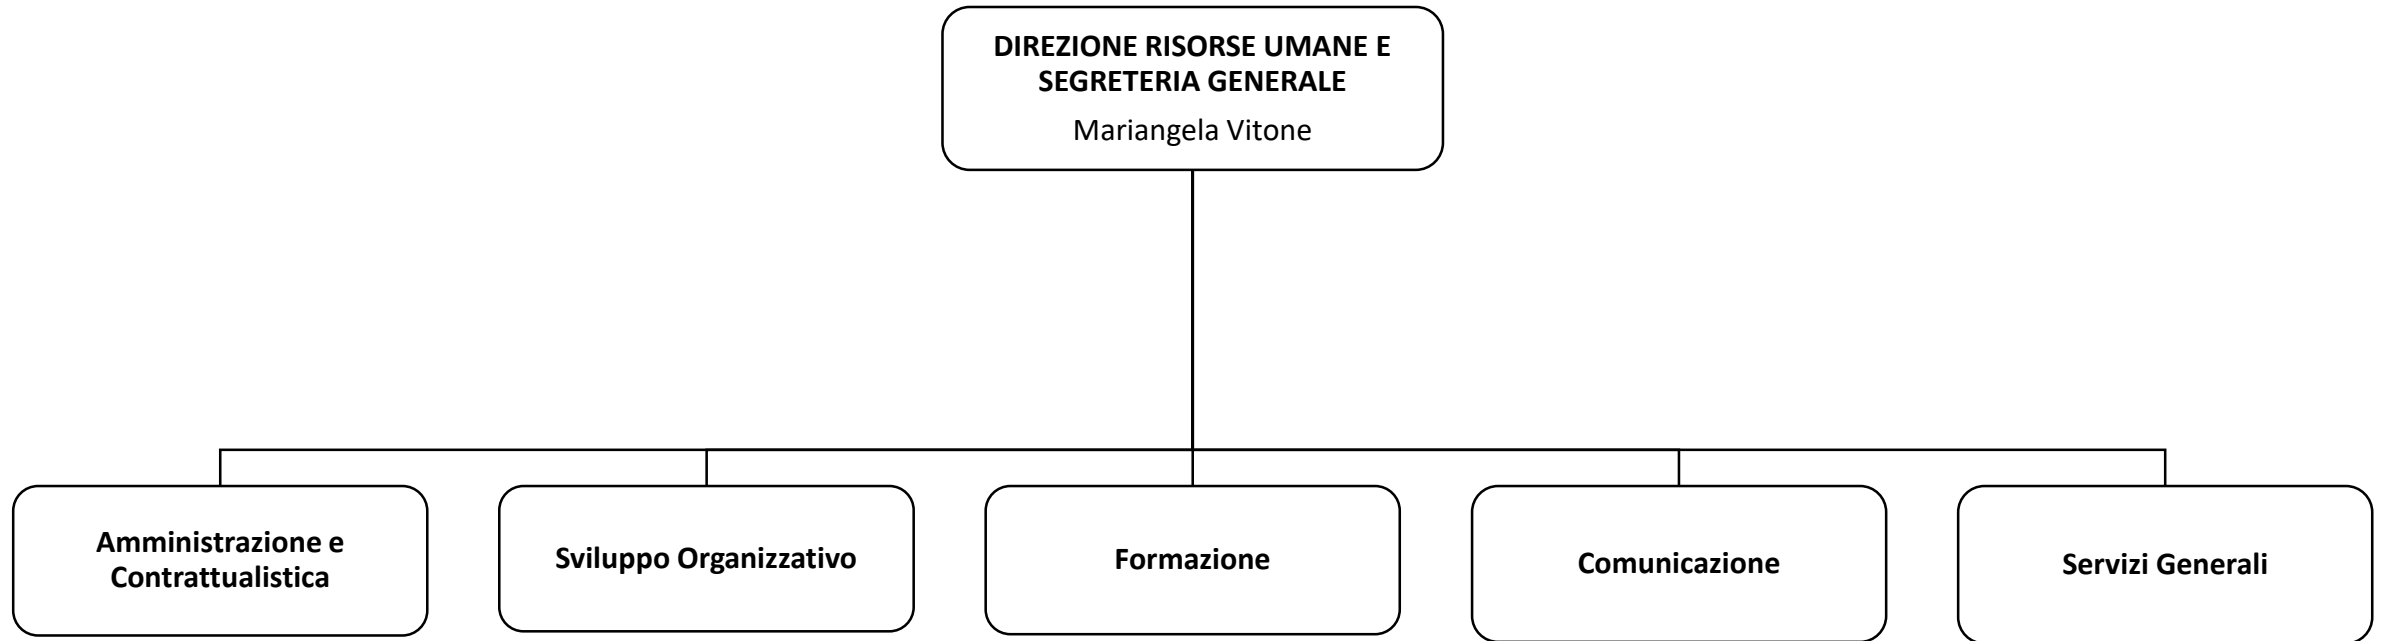 DIREZIONE RISORSE UMANE E
SEGRETERIA GENERALE
Mariangela Vitone
Amministrazione e
Contrattualistica
Sviluppo Organizzativo
Formazione
Comunicazione
Servizi Generali